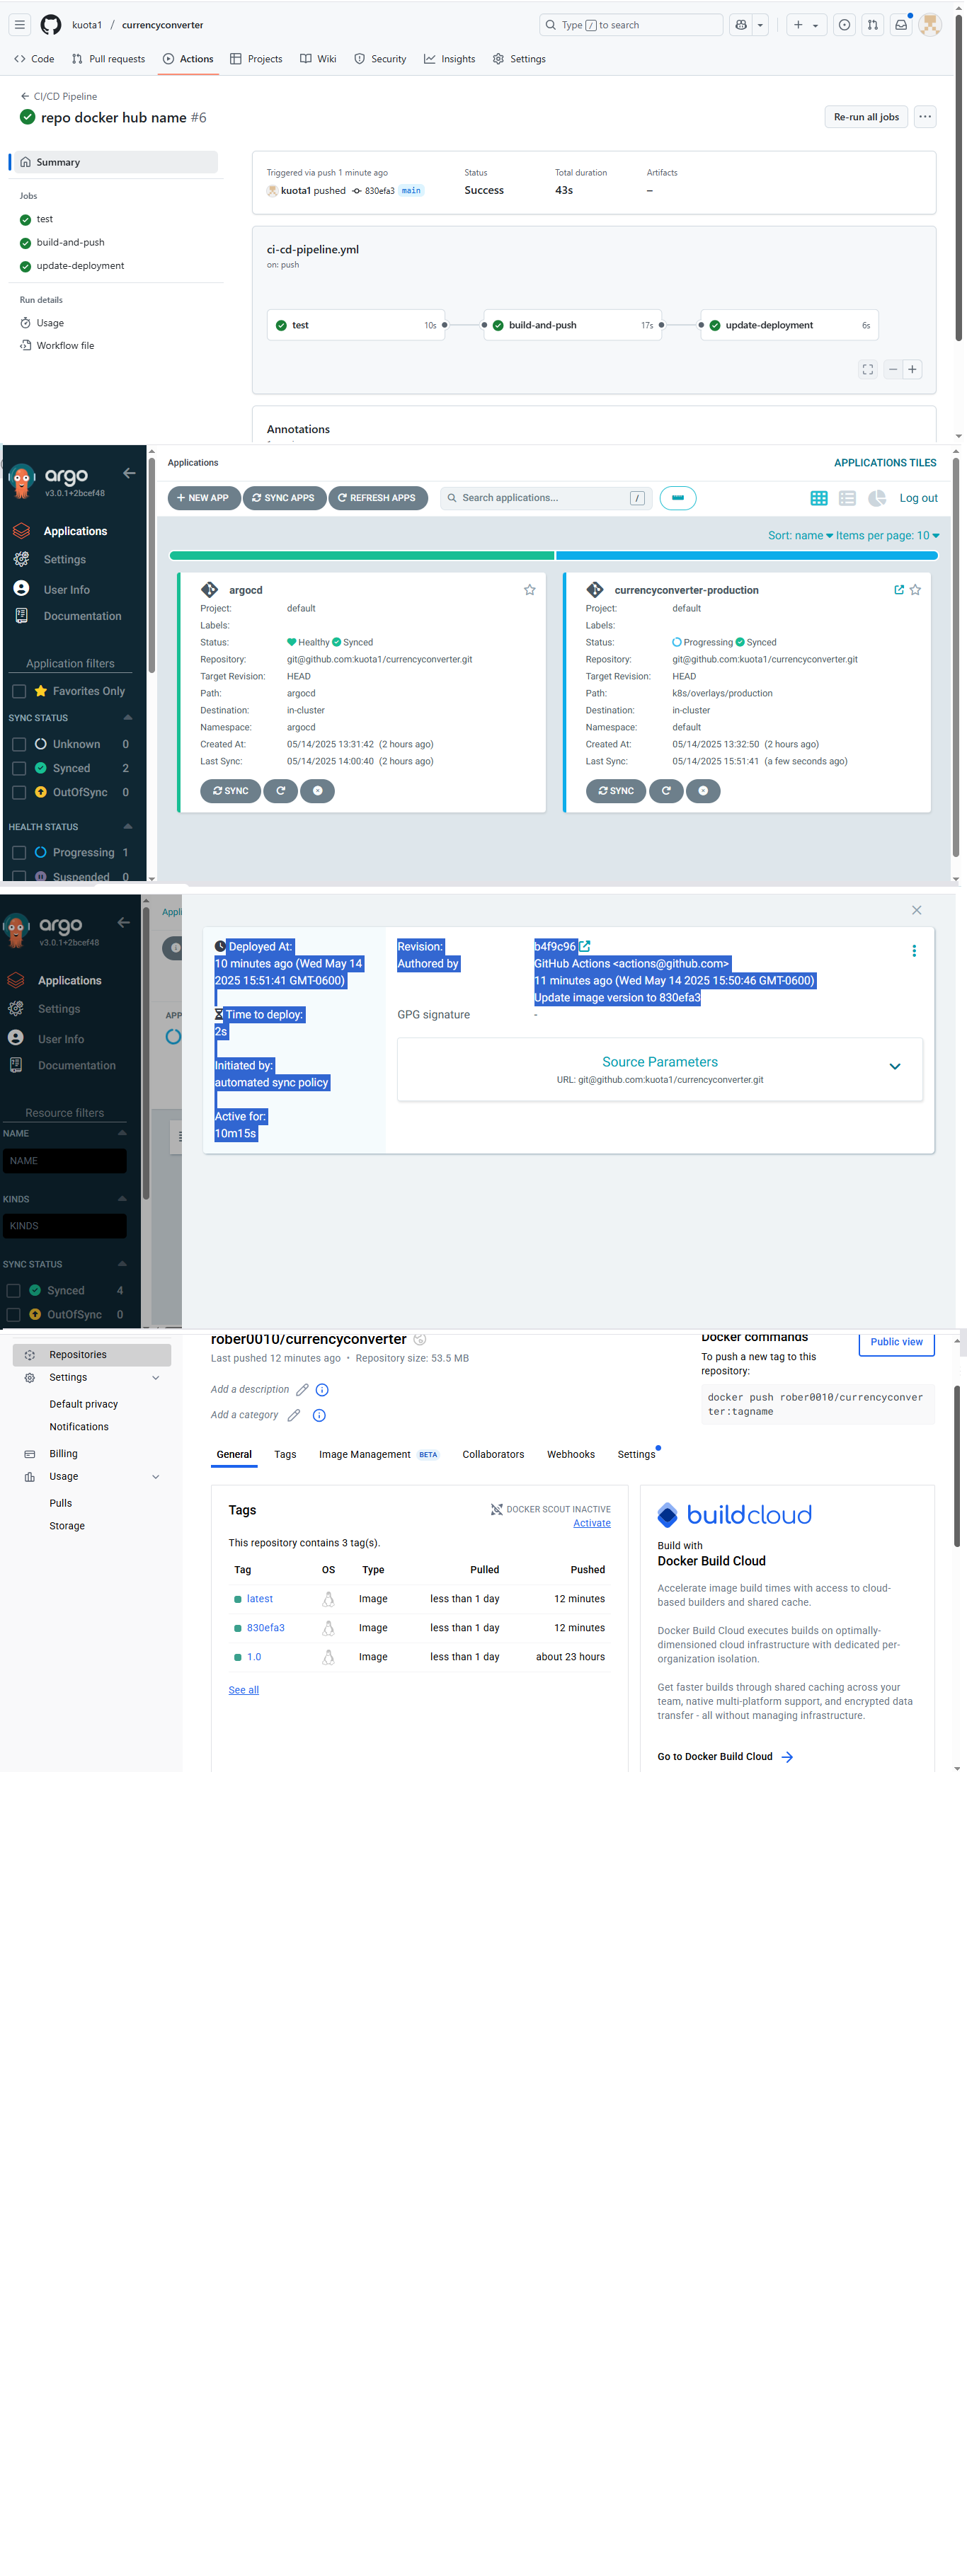 kuota1 / currencyconverter
Type / to search
Code
Pull requests
Actions
Projects
Wiki
Security
Insights
Settings
CI/CD Pipeline
repo docker hub name #6
Re-run all jobs
Summary
Jobs
test
build-and-push
update-deployment
Run details
Usage
Workflow file
Triggered via push 1 minute ago
kuota1 pushed 830efa3 main
Status
Success
Total duration
43s
Artifacts
–
ci-cd-pipeline.yml
on: push
test 10s
build-and-push 17s
update-deployment 6s
Annotations
argo
v3.0.1+2bcef48
Applications
Settings
User Info
Documentation
Application filters
Favorites Only
SYNC STATUS
Unknown 0
Synced 2
OutOfSync 0
HEALTH STATUS
Progressing 1
Suspended 0
Applications
APPLICATIONS TILES
+ NEW APP
SYNC APPS
REFRESH APPS
Search applications... /
Log out
Sort: name Items per page: 10
argocd
Project: default
Labels:
Status: Healthy Synced
Repository: git@github.com:kuota1/currencyconverter.git
Target Revision: HEAD
Path: argocd
Destination: in-cluster
Namespace: argocd
Created At: 05/14/2025 13:31:42 (2 hours ago)
Last Sync: 05/14/2025 14:00:40 (2 hours ago)
SYNC
currencyconverter-production
Project: default
Labels:
Status: Progressing Synced
Repository: git@github.com:kuota1/currencyconverter.git
Target Revision: HEAD
Path: k8s/overlays/production
Destination: in-cluster
Namespace: default
Created At: 05/14/2025 13:32:50 (2 hours ago)
Last Sync: 05/14/2025 15:51:41 (a few seconds ago)
SYNC
argo
v3.0.1+2bcef48
Applications
Settings
User Info
Documentation
Resource filters
NAME
NAME
KINDS
KINDS
SYNC STATUS
Synced 4
OutOfSync 0
Appli
APP
Deployed At:
10 minutes ago (Wed May 14
2025 15:51:41 GMT-0600)
Time to deploy:
2s
Initiated by:
automated sync policy
Active for:
10m15s
Revision: b4f9c96
Authored by GitHub Actions <actions@github.com>
11 minutes ago (Wed May 14 2025 15:50:46 GMT-0600)
Update image version to 830efa3
GPG signature -
Source Parameters
URL: git@github.com:kuota1/currencyconverter.git
Repositories
Settings
Default privacy
Notifications
Billing
Usage
Pulls
Storage
rober0010/currencyconverter
Last pushed 12 minutes ago • Repository size: 53.5 MB
Add a description
Add a category
Docker commands
Public view
To push a new tag to this
repository:
docker push rober0010/currencyconver
ter:tagname
General
Tags
Image Management BETA
Collaborators
Webhooks
Settings
Tags
DOCKER SCOUT INACTIVE
Activate
This repository contains 3 tag(s).
Tag OS Type Pulled Pushed
latest Image less than 1 day 12 minutes
830efa3 Image less than 1 day 12 minutes
1.0 Image less than 1 day about 23 hours
See all
buildcloud
Build with
Docker Build Cloud
Accelerate image build times with access to cloud-
based builders and shared cache.
Docker Build Cloud executes builds on optimally-
dimensioned cloud infrastructure with dedicated per-
organization isolation.
Get faster builds through shared caching across your
team, native multi-platform support, and encrypted data
transfer - all without managing infrastructure.
Go to Docker Build Cloud